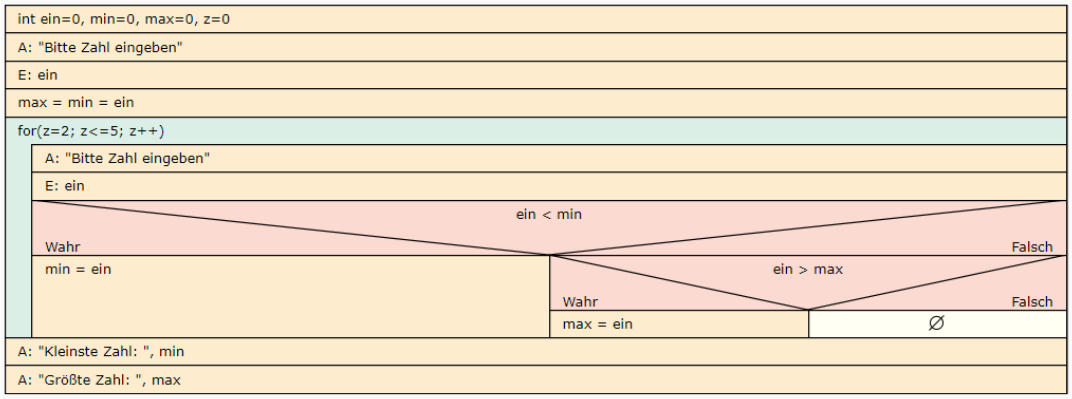 int ein=0, min=0, max=0, z=0
A: "Bitte Zahl eingeben"
E: ein
max = min = ein
for(z=2; z<=5; z++)
A: "Bitte Zahl eingeben"
E: ein
ein < min
Wahr
Falsch
min = ein
ein > max
Wahr
Falsch
max = ein
∅
A: "Kleinste Zahl: ", min
A: "Größte Zahl: ", max